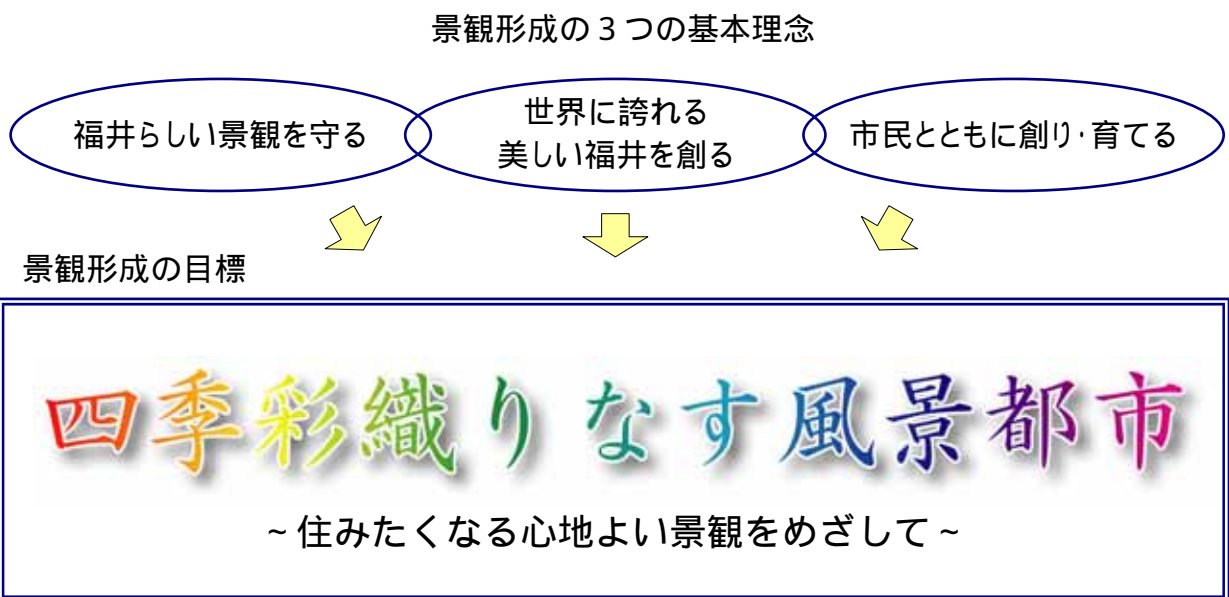 景観形成の３つの基本理念
福井らしい景観を守る
世界に誇れる
美しい福井を創る
市民とともに創り・育てる
景観形成の目標
四季彩織りなす風景都市
~住みたくなる心地よい景観をめざして~